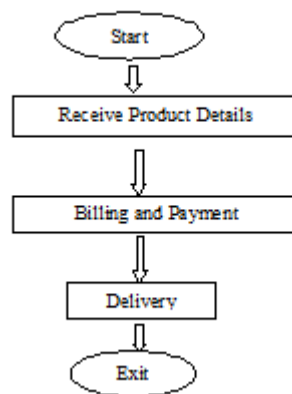 Start
Receive Product Details
Billing and Payment
Delivery
Exit